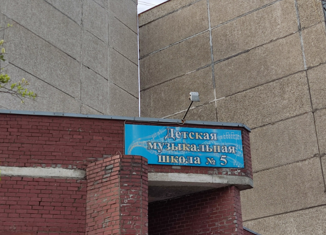 Детская
музыкальная
школа № 5